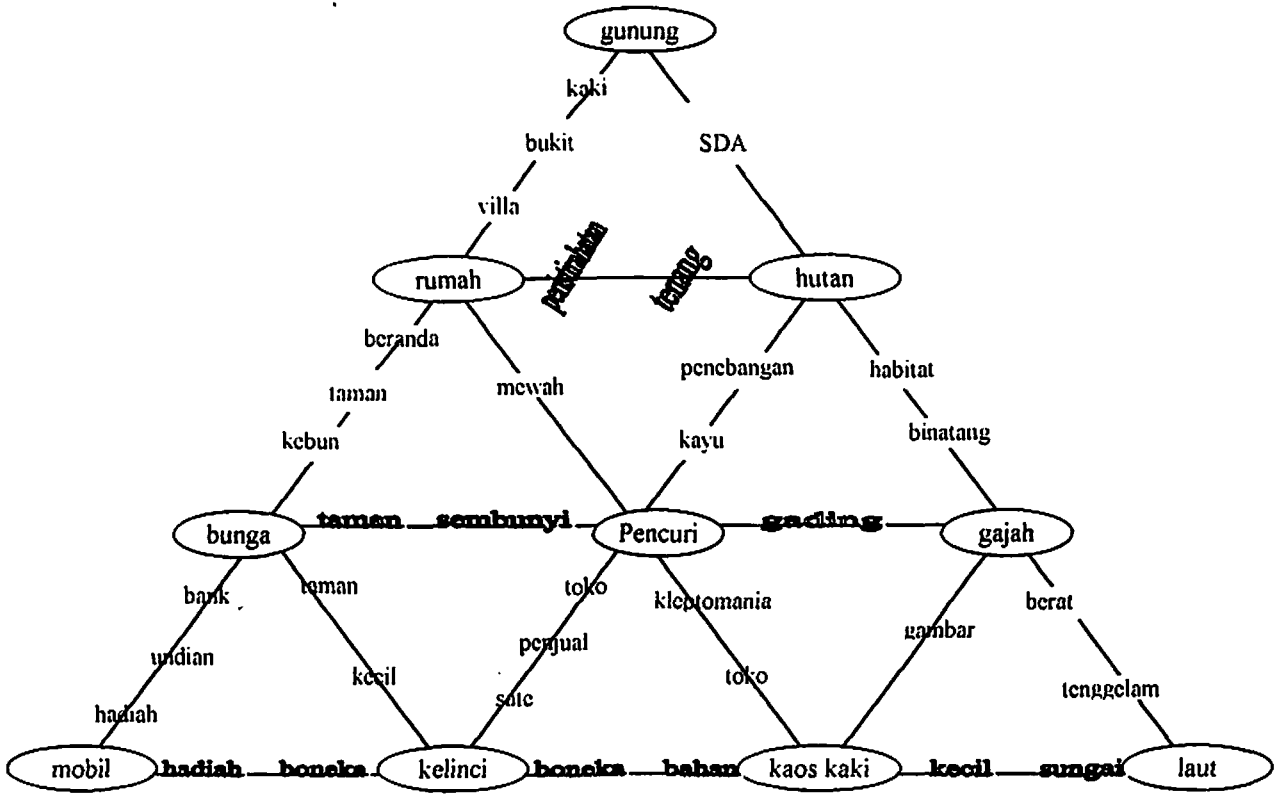 gunung
kaki
bukit SDA
villa
peristirahatan tenang
rumah hutan
beranda
penebangan habitat
taman mewah
kebun kayu binatang
taman sembunyi gading
bunga Pencuri gajah
bank taman toko kleptomania berat
gambar
undian penjual
kecil toko tenggelam
hadiah sate
mobil hadiah boneka kelinci boneka bahan kaos kaki kecil sungai laut